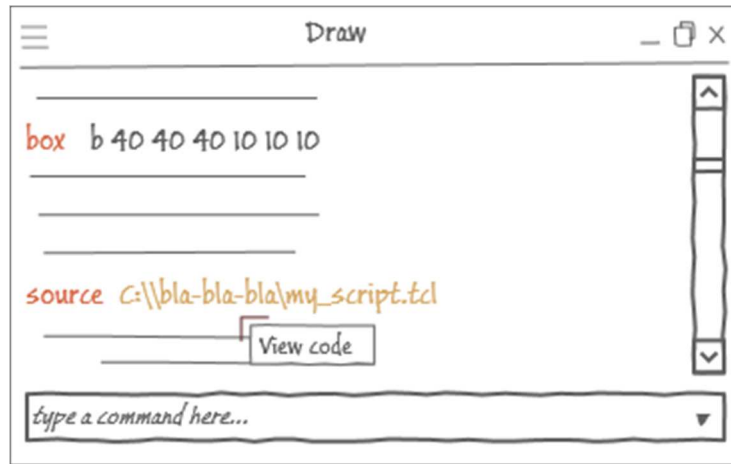 Draw
box b 40 40 40 10 10 10
source C:\\bla-bla-bla\my_script.tcl
View code
type a command here...